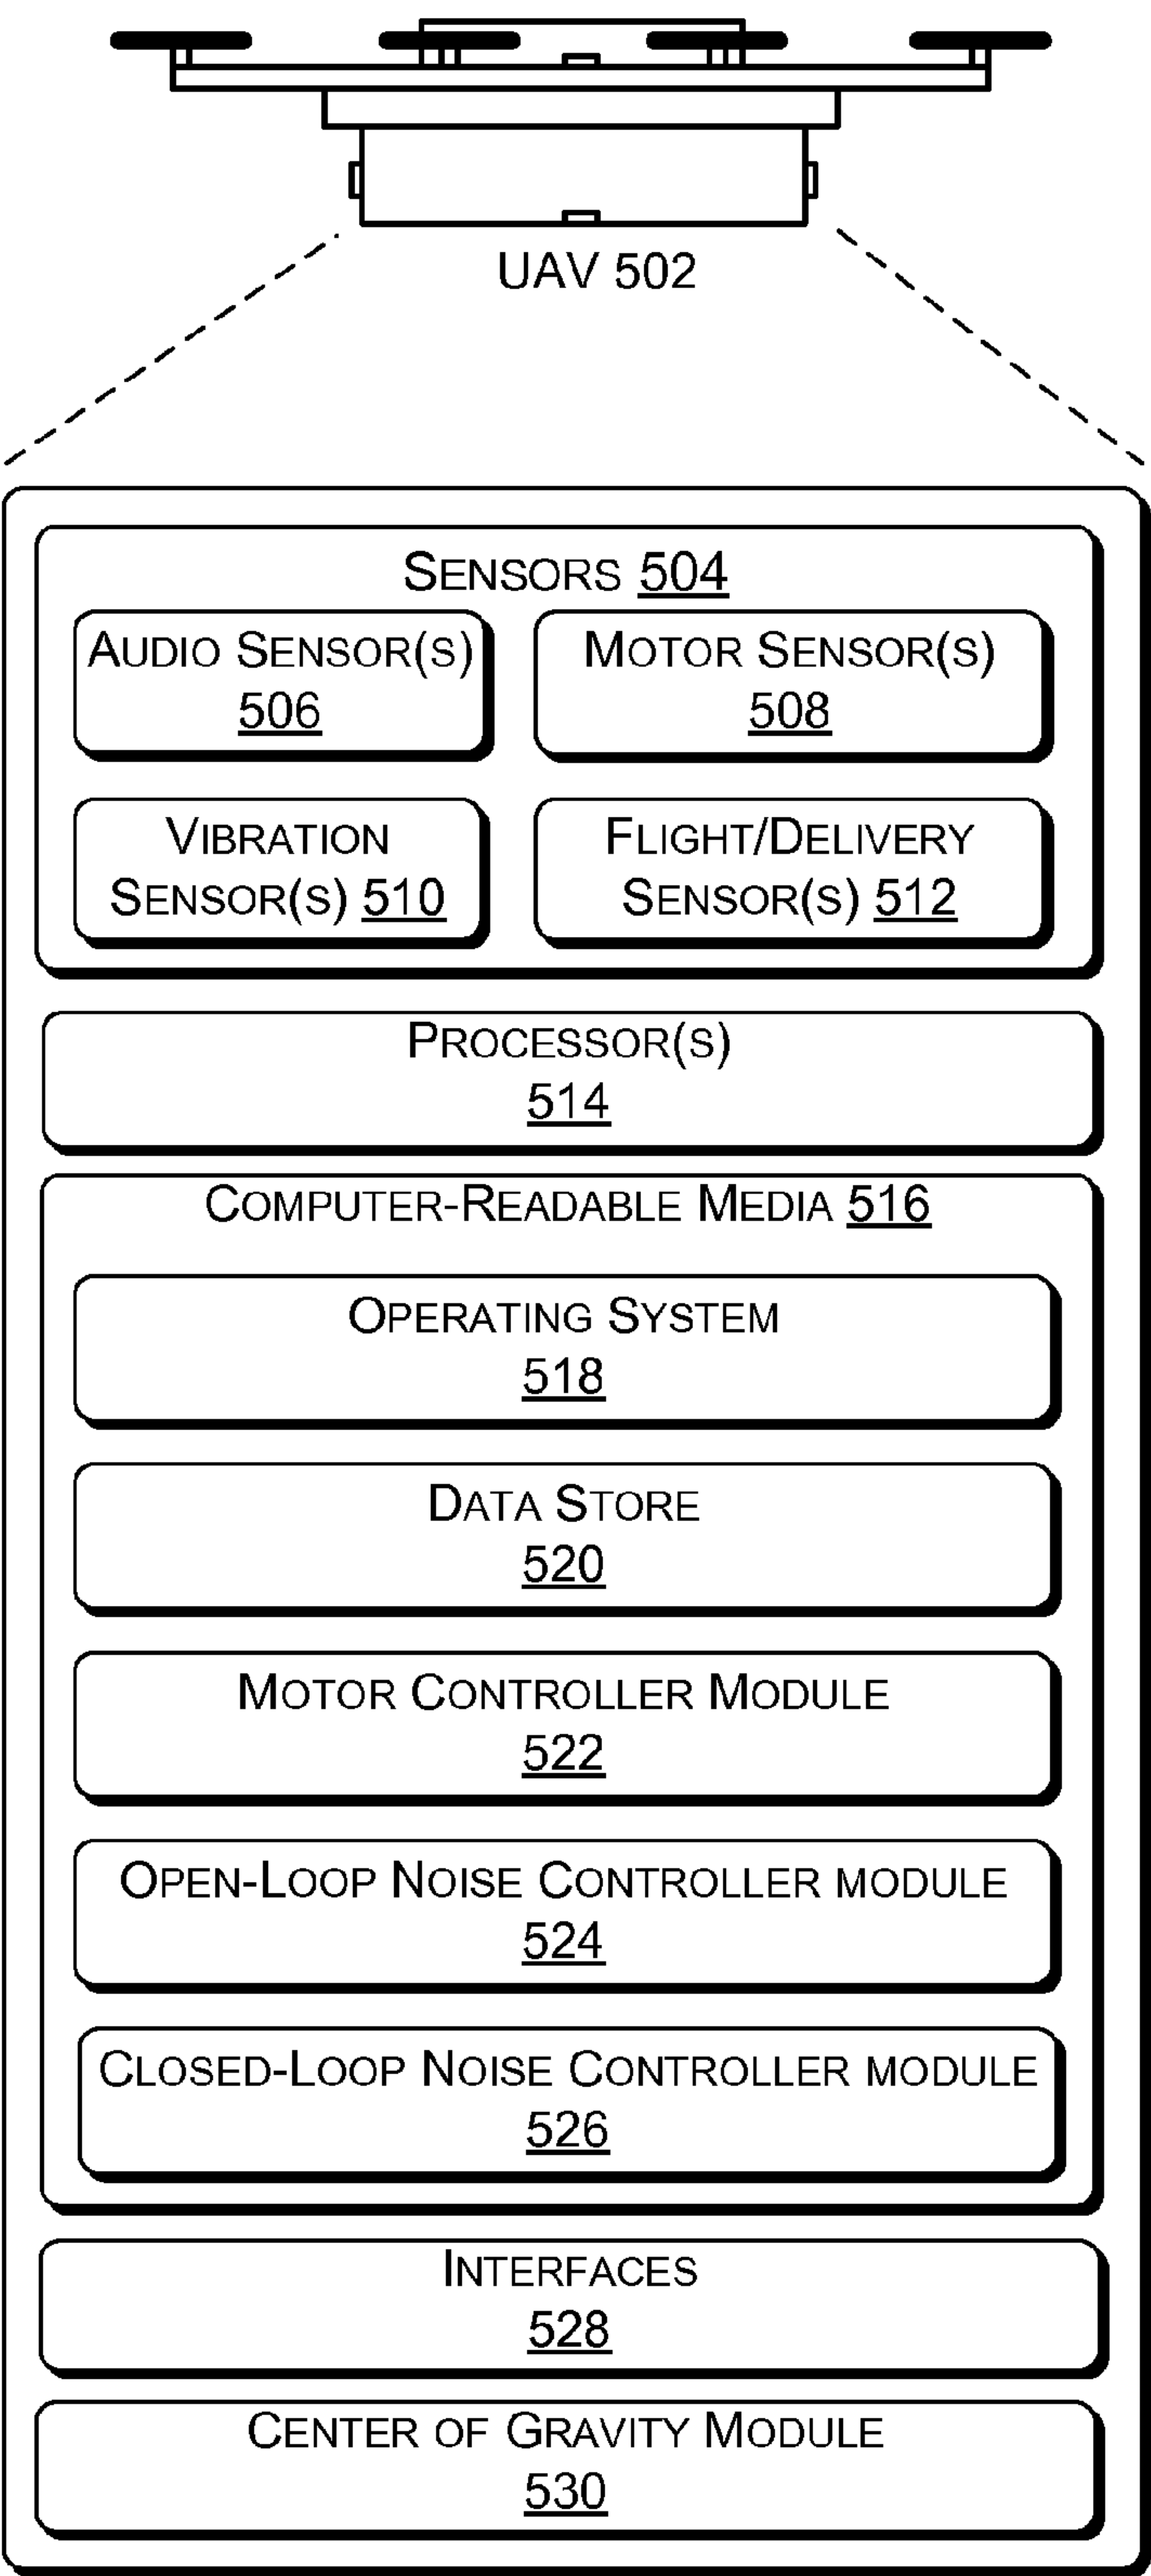 UAV 502
SENSORS 504
AUDIO SENSOR(S)
506
MOTOR SENSOR(S)
508
VIBRATION
SENSOR(S) 510
FLIGHT/DELIVERY
SENSOR(S) 512
PROCESSOR(S)
514
COMPUTER-READABLE MEDIA 516
OPERATING SYSTEM
518
DATA STORE
520
MOTOR CONTROLLER MODULE
522
OPEN-LOOP NOISE CONTROLLER MODULE
524
CLOSED-LOOP NOISE CONTROLLER MODULE
526
INTERFACES
528
CENTER OF GRAVITY MODULE
530